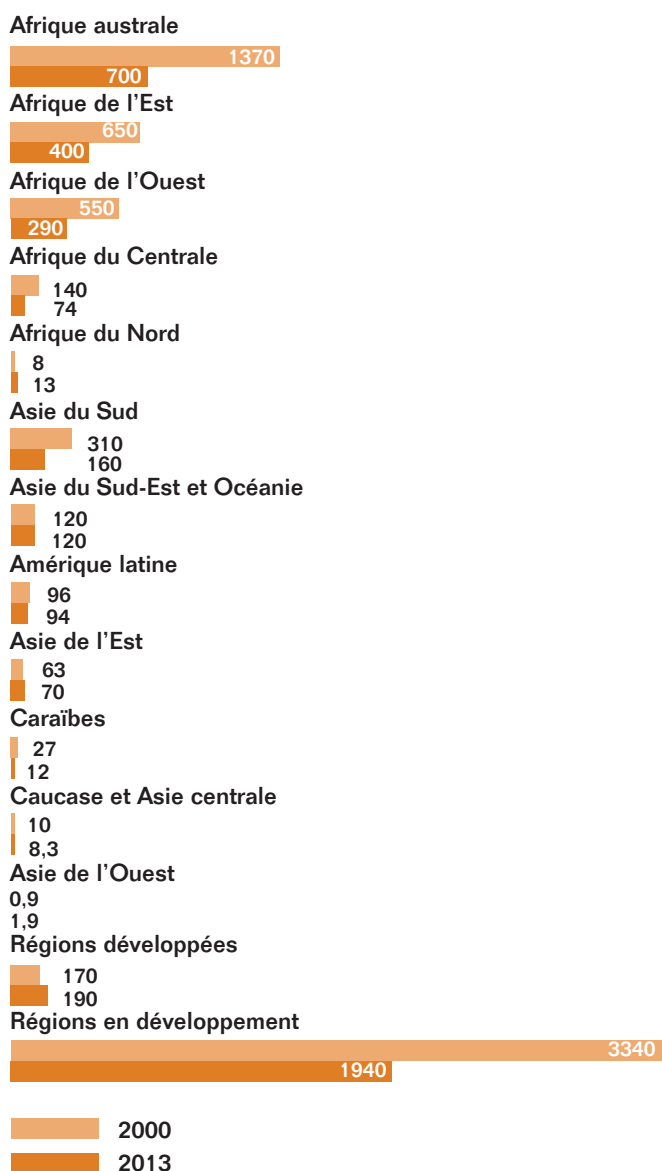 Afrique australe
1370
700
Afrique de l’Est
650
400
Afrique de l’Ouest
550
290
Afrique du Centrale
140
74
Afrique du Nord
8
13
Asie du Sud
310
160
Asie du Sud-Est et Océanie
120
120
Amérique latine
96
94
Asie de l’Est
63
70
Caraïbes
27
12
Caucase et Asie centrale
10
8,3
Asie de l’Ouest
0,9
1,9
Régions développées
170
190
Régions en développement
3340
1940
2000
2013